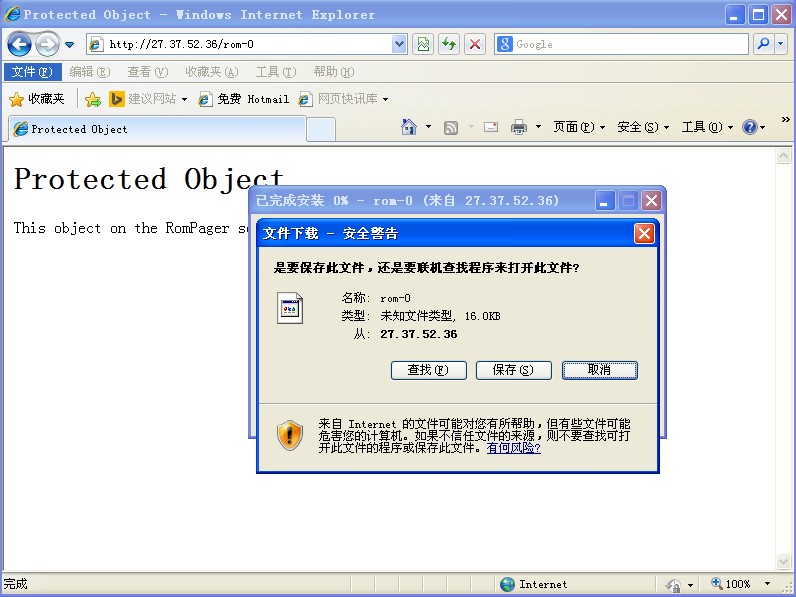 Protected Object - Windows Internet Explorer
http://27.37.52.36/rom-0
Google
文件(F) 编辑(E) 查看(V) 收藏夹(A) 工具(T) 帮助(H)
收藏夹 建议网站 免费 Hotmail 网页快讯库
Protected Object
页面(P) 安全(S) 工具(O) »
Protected Object
This object on the RomPager se
已完成安装 0% - rom-0 (来自 27.37.52.36)
文件下载 - 安全警告
是要保存此文件，还是要联机查找程序来打开此文件?
名称: rom-0
类型: 未知文件类型, 16.0KB
从: 27.37.52.36
查找(F) 保存(S) 取消
来自 Internet 的文件可能对您有所帮助，但有些文件可能
危害您的计算机。如果不信任文件的来源，则不要查找可打
开此文件的程序或保存此文件。有何风险?
完成 Internet 100%